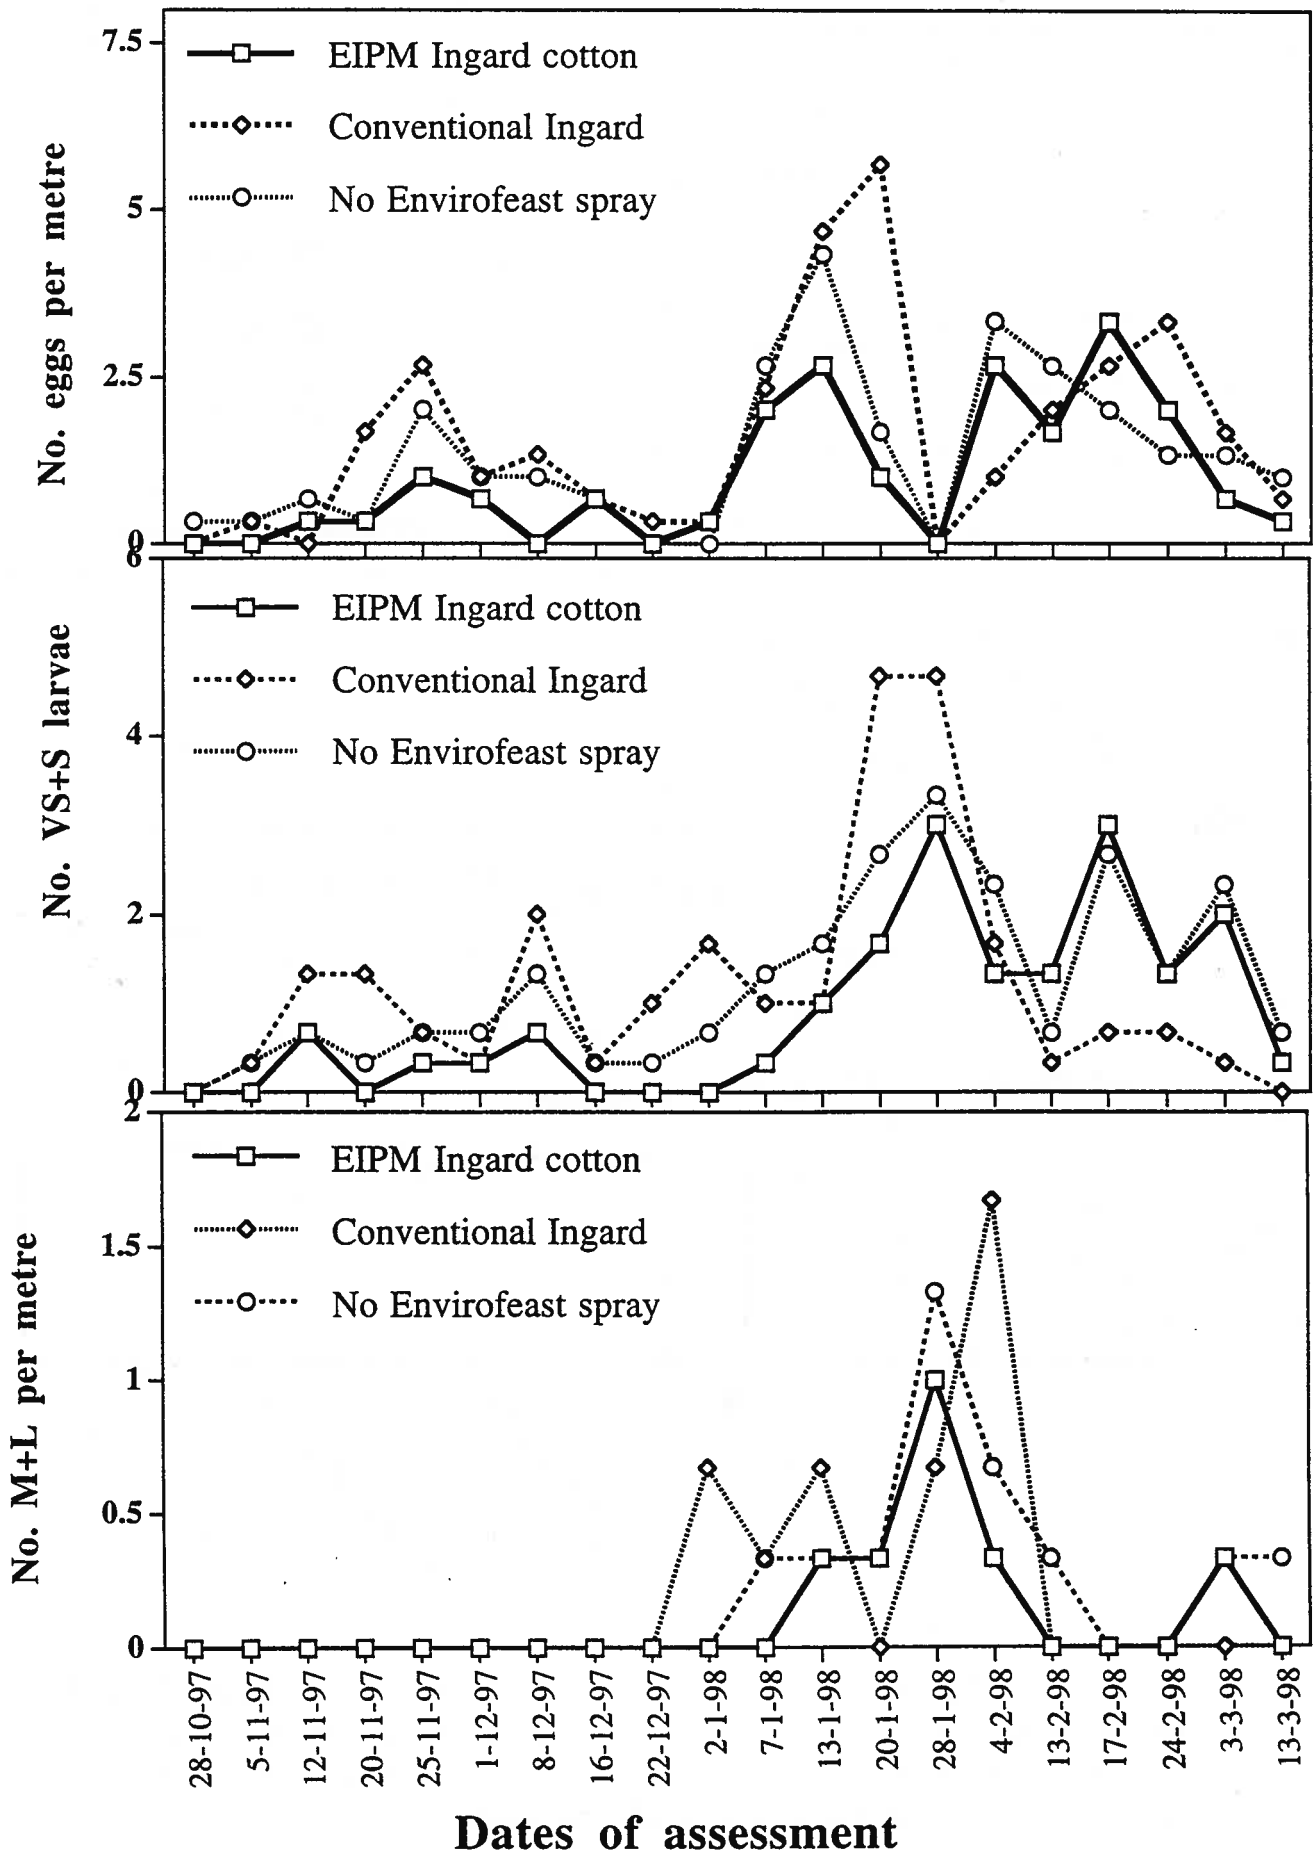 No. eggs per metre
7.5
5
2.5
0
EIPM Ingard cotton
Conventional Ingard
No Envirofeast spray
No. VS+S larvae
6
4
2
0
EIPM Ingard cotton
Conventional Ingard
No Envirofeast spray
No. M+L per metre
2
1.5
1
0.5
0
EIPM Ingard cotton
Conventional Ingard
No Envirofeast spray
28-10-97
5-11-97
12-11-97
20-11-97
25-11-97
1-12-97
8-12-97
16-12-97
22-12-97
2-1-98
7-1-98
13-1-98
20-1-98
28-1-98
4-2-98
13-2-98
17-2-98
24-2-98
3-3-98
13-3-98
Dates of assessment